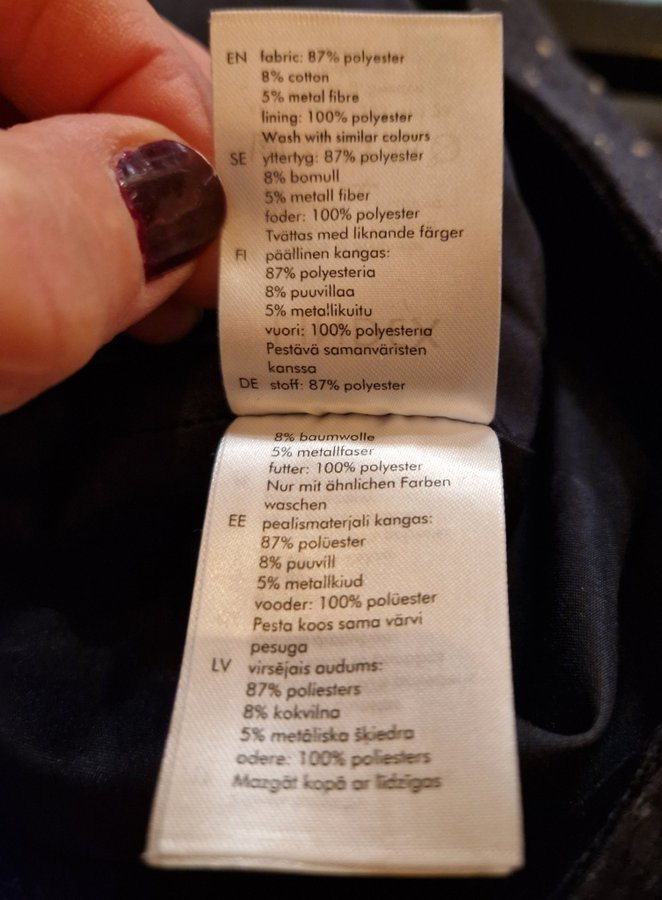 EN fabric: 87% polyester
8% cotton
5% metal fibre
lining: 100% polyester
Wash with similar colours
SE yttertyg: 87% polyester
8% bomull
5% metall fiber
foder: 100% polyester
Tvättas med liknande färger
FI päällinen kangas:
87% polyesteria
8% puuvillaa
5% metallikuitu
vuori: 100% polyesteria
Pestävä samanväristen
kanssa
DE stoff: 87% polyester
8% baumwolle
5% metallfaser
futter: 100% polyester
Nur mit ähnlichen Farben
waschen
EE pealismaterjali kangas:
87% polüester
8% puuvill
5% metallkiud
vooder: 100% polüester
Pesta koos sama värvi
pesuga
LV virsējais audums:
87% poliesters
8% kokvilna
5% metāliska šķiedra
odere: 100% poliesters
Mazgāt kopā ar līdzīgas